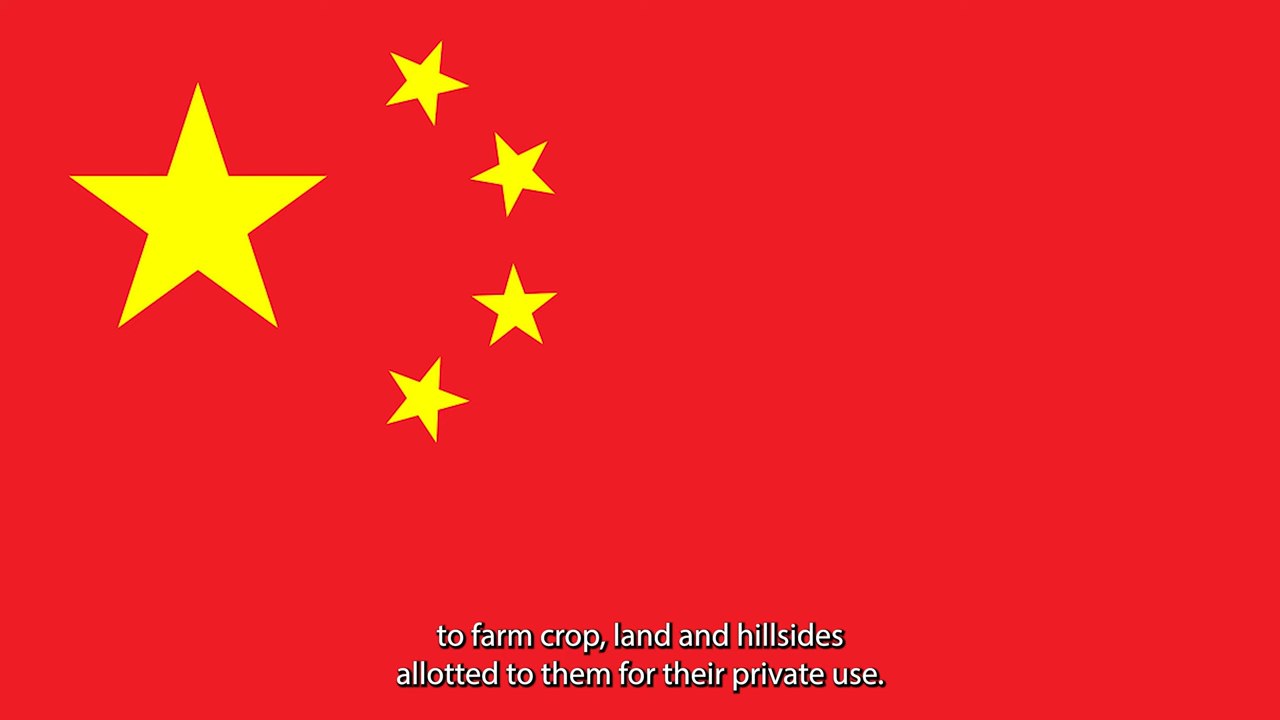 to farm crop, land and hillsides
allotted to them for their private use.